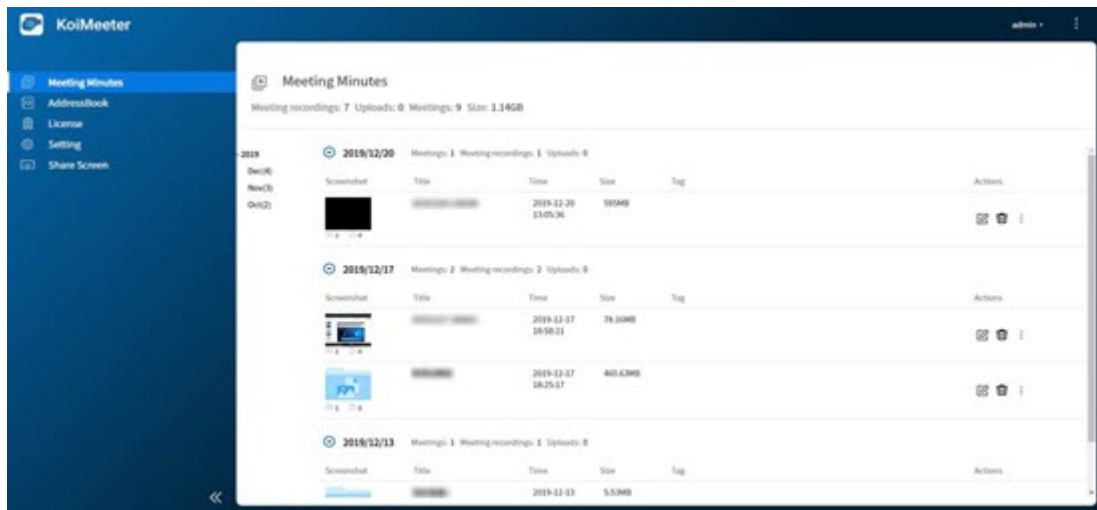 KoiMeeter
admin
Meeting Minutes
AddressBook
License
Setting
Share Screen
Meeting Minutes
Meeting recordings: 7 Uploads: 0 Meetings: 9 Size: 1.14GB
2019
Dec(4)
Nov(3)
Oct(2)
2019/12/20 Meetings: 1 Meeting recordings: 1 Uploads: 0
Screenshot Title Time Size Tag Actions
2019-12-20 595MB
13:05:36
2019/12/17 Meetings: 2 Meeting recordings: 2 Uploads: 0
Screenshot Title Time Size Tag Actions
2019-12-17 78.16MB
18:58:21
2019-12-17 460.63MB
18:25:17
2019/12/13 Meetings: 1 Meeting recordings: 1 Uploads: 0
Screenshot Title Time Size Tag Actions
2019-12-13 5.53MB